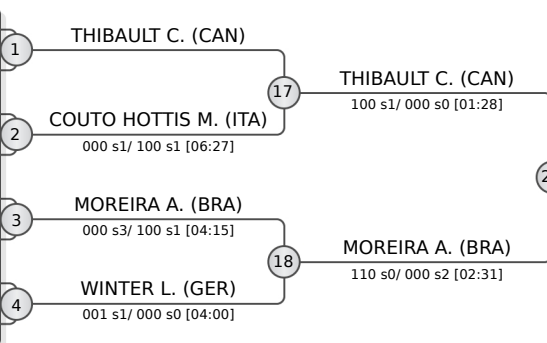 THIBAULT C. (CAN)
1
17
THIBAULT C. (CAN)
100 s1/ 000 s0 [01:28]
COUTO HOTTIS M. (ITA)
2
000 s1/ 100 s1 [06:27]
MOREIRA A. (BRA)
3
000 s3/ 100 s1 [04:15]
18
MOREIRA A. (BRA)
110 s0/ 000 s2 [02:31]
WINTER L. (GER)
4
001 s1/ 000 s0 [04:00]